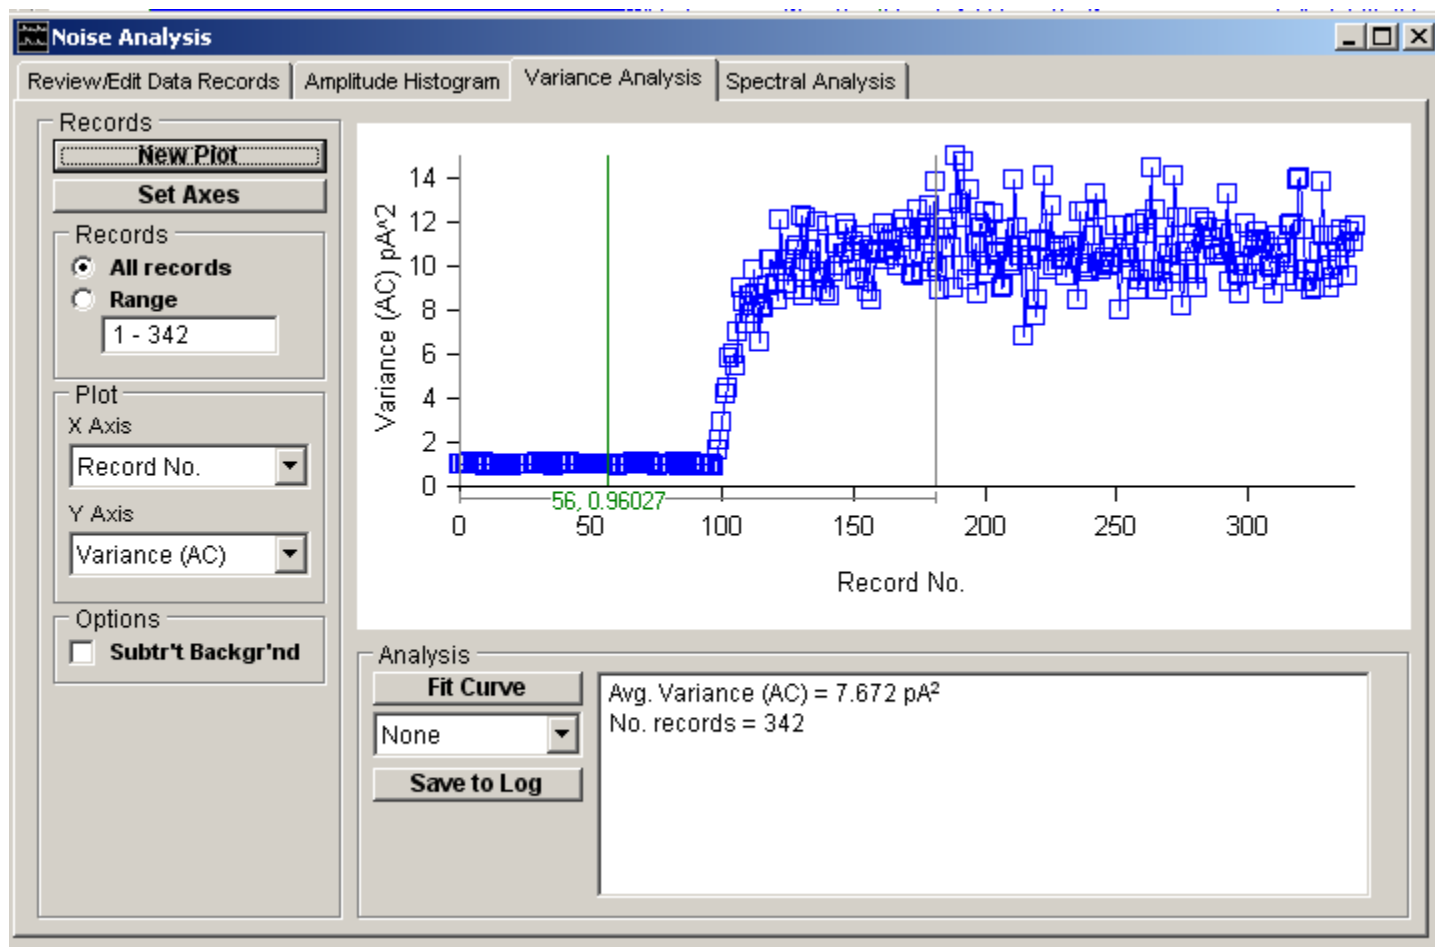 Noise Analysis
Review/Edit Data Records
Amplitude Histogram
Variance Analysis
Spectral Analysis
Records
New Plot
Set Axes
Records
All records
Range
1 - 342
Plot
X Axis
Record No.
Y Axis
Variance (AC)
Options
Subtr't Backgr'nd
Variance (AC) pA^2
14
12
10
8
6
4
2
0
56, 0.96027
0 50 100 150 200 250 300
Record No.
Analysis
Fit Curve
None
Save to Log
Avg. Variance (AC) = 7.672 pA²
No. records = 342